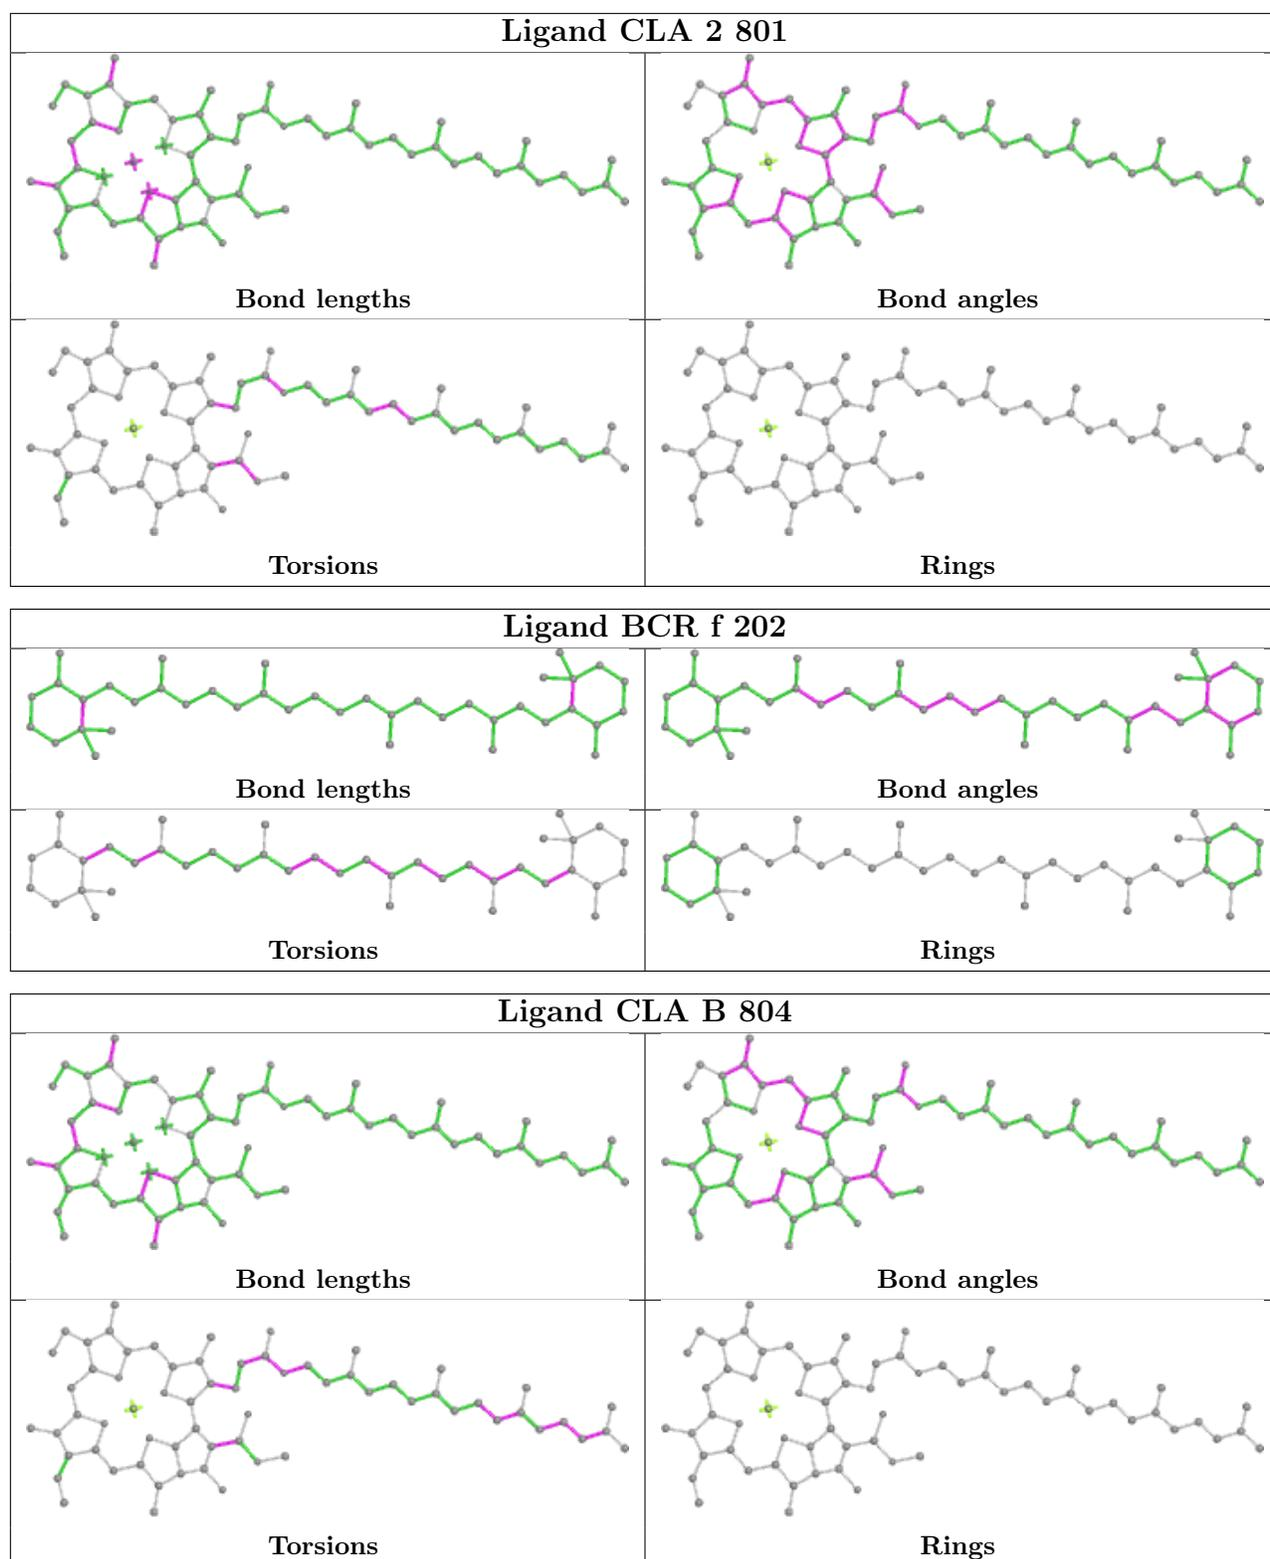 Ligand CLA 2 801
Bond lengths
Bond angles
Torsions
Rings
Ligand BCR f 202
Bond lengths
Bond angles
Torsions
Rings
Ligand CLA B 804
Bond lengths
Bond angles
Torsions
Rings